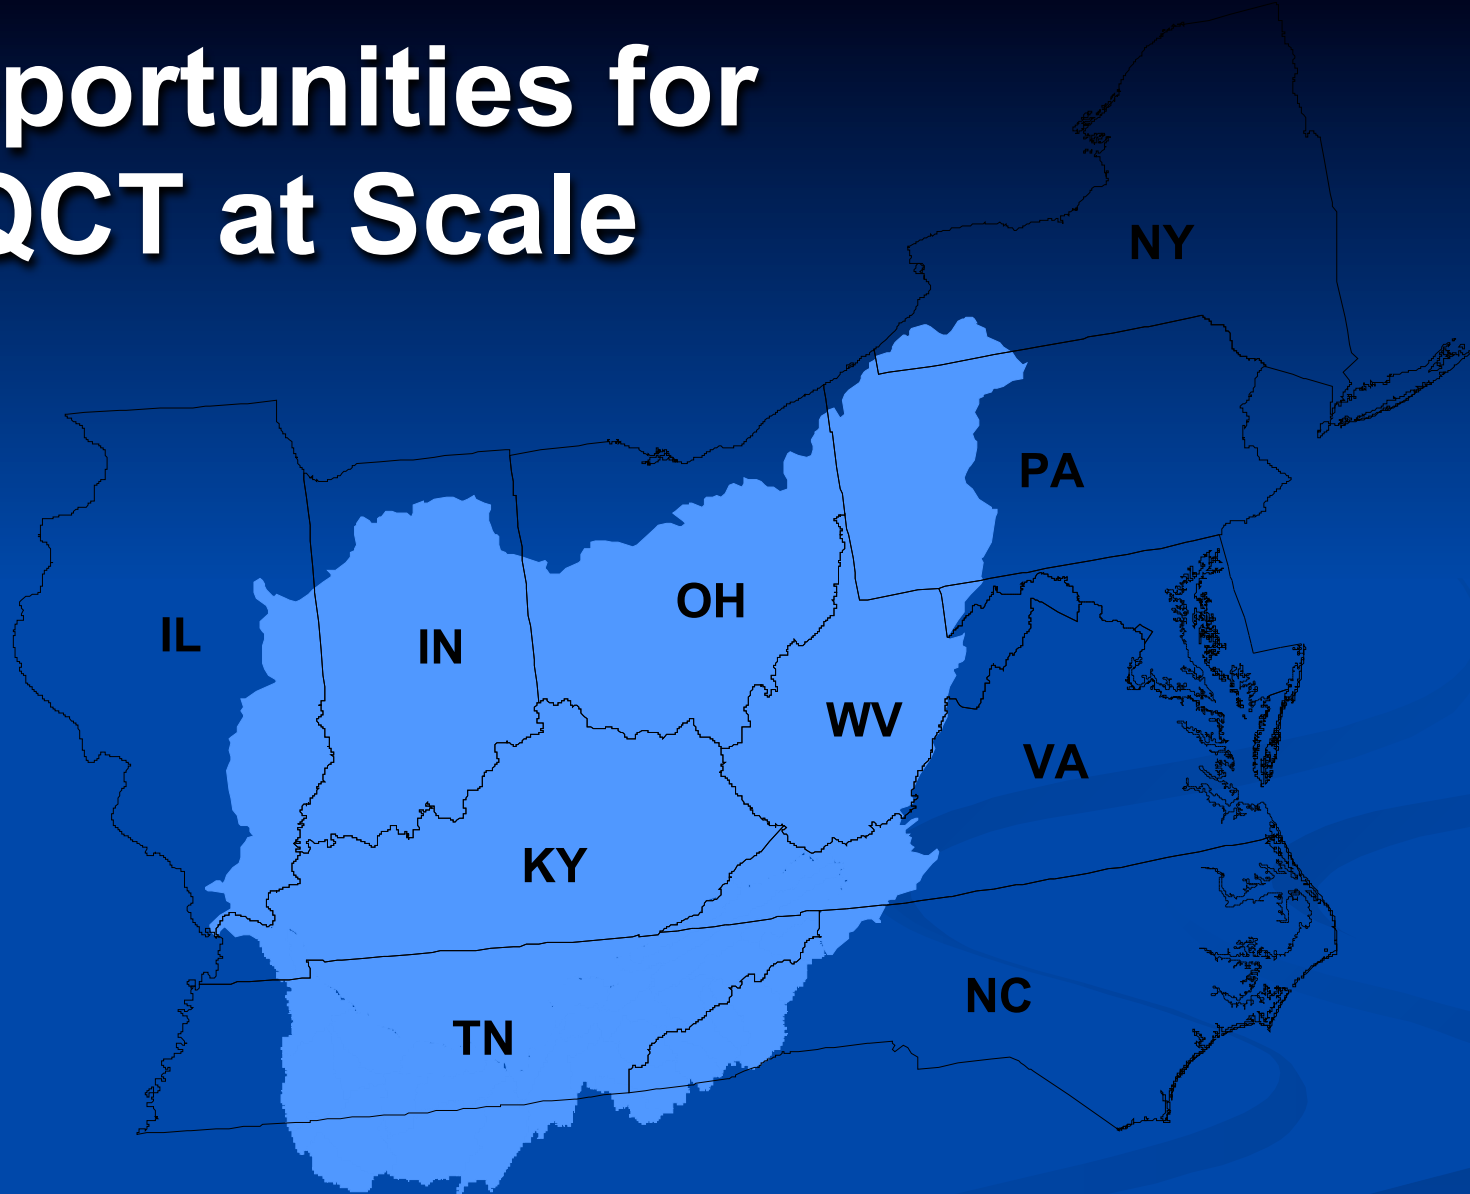 portunities for
QCT at Scale
NY
PA
OH
IL
IN
WV
VA
KY
NC
TN